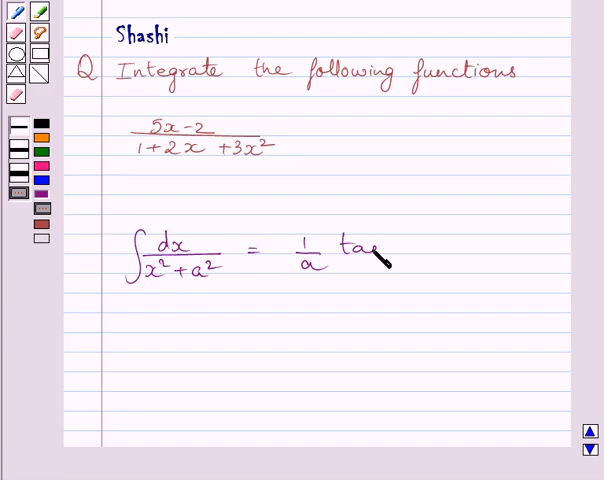 Shashi
Q Integrate the following functions
5x-2
1+2x+3x²
∫ dx/(x²+a²) = 1/a ta